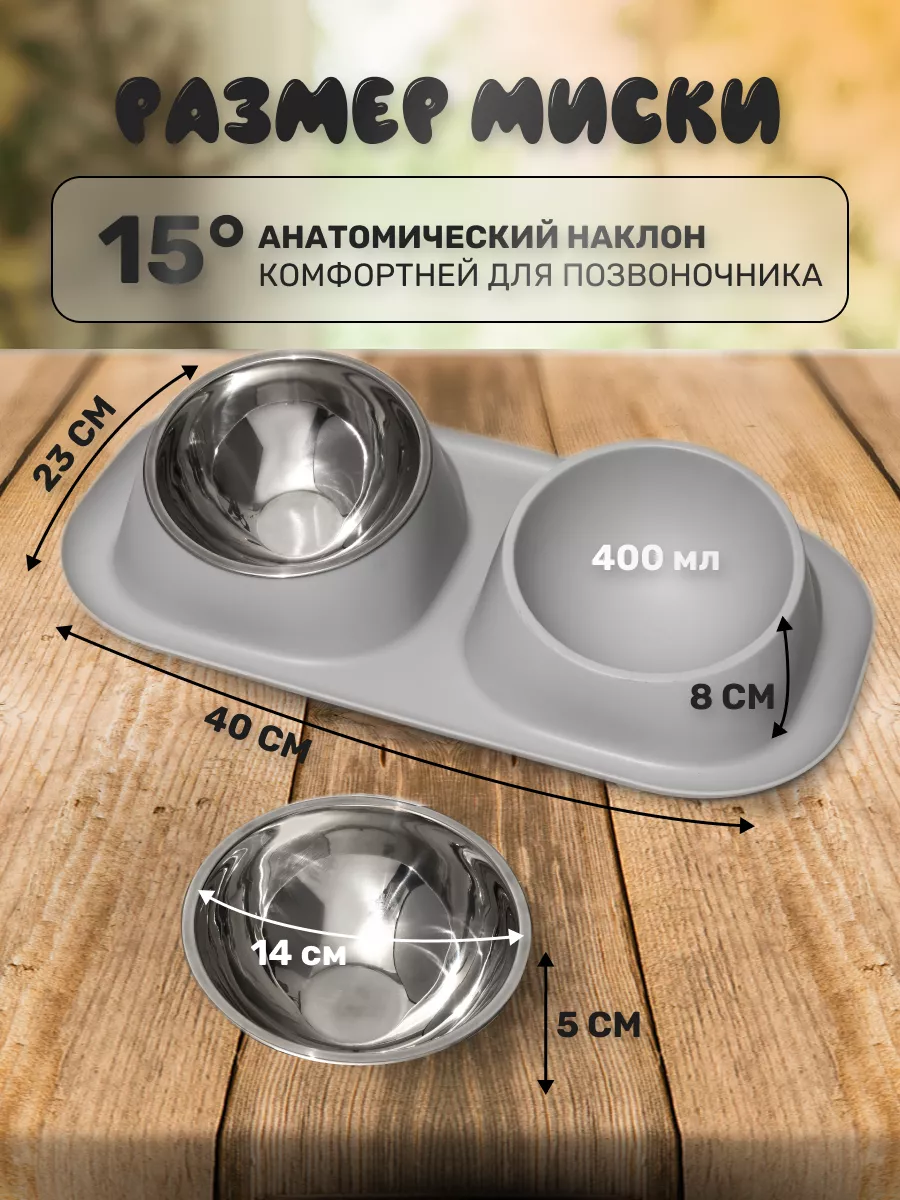 РАЗМЕР МИСКИ
15°
АНАТОМИЧЕСКИЙ НАКЛОН
КОМФОРТНЕЙ ДЛЯ ПОЗВОНОЧНИКА
23 СМ
400 мл
8 СМ
40 СМ
14 см
5 СМ